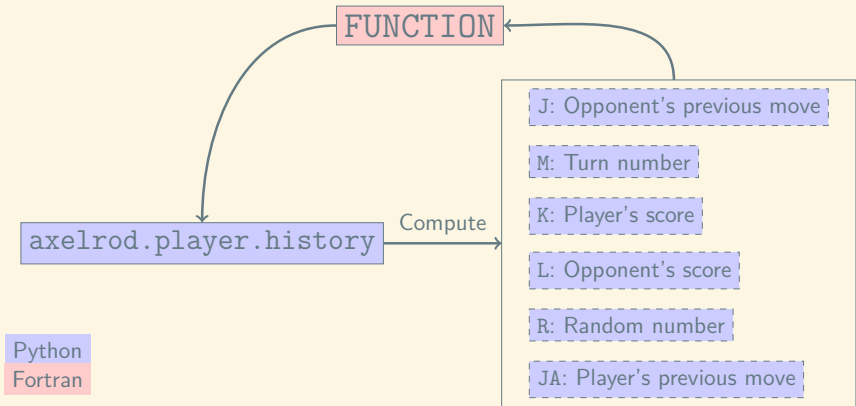 FUNCTION
J: Opponent's previous move
M: Turn number
K: Player's score
axelrod.player.history
Compute
L: Opponent's score
R: Random number
JA: Player's previous move
Python
Fortran